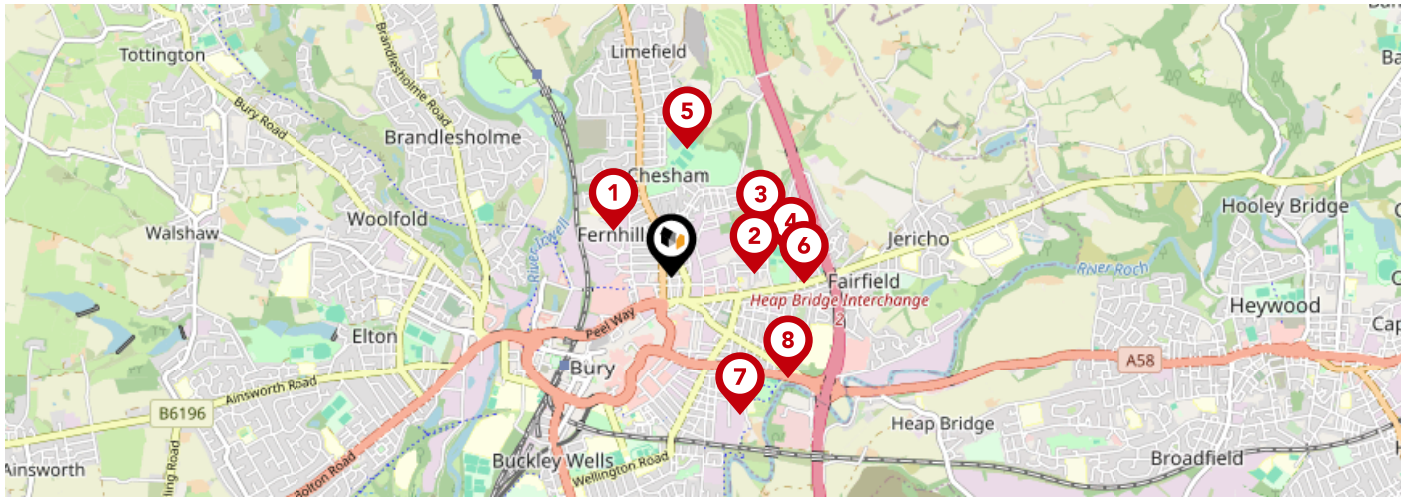 Limefield
Tottington
Brandlesholme Road
Bury Road
5
Brandlesholme
Chesham
1
3
Hooley Bridge
Woolfold
4
Walshaw
Fernhill
2
6
Jericho
River Irwell
River Roch
Fairfield
Heap Bridge Interchange
2
Heywood
Peel Way
Elton
8
A58
Bury
7
Ainsworth Road
B6196
Heap Bridge
Buckley Wells
Wellington Road
Broadfield
Ainsworth
Bolton Road